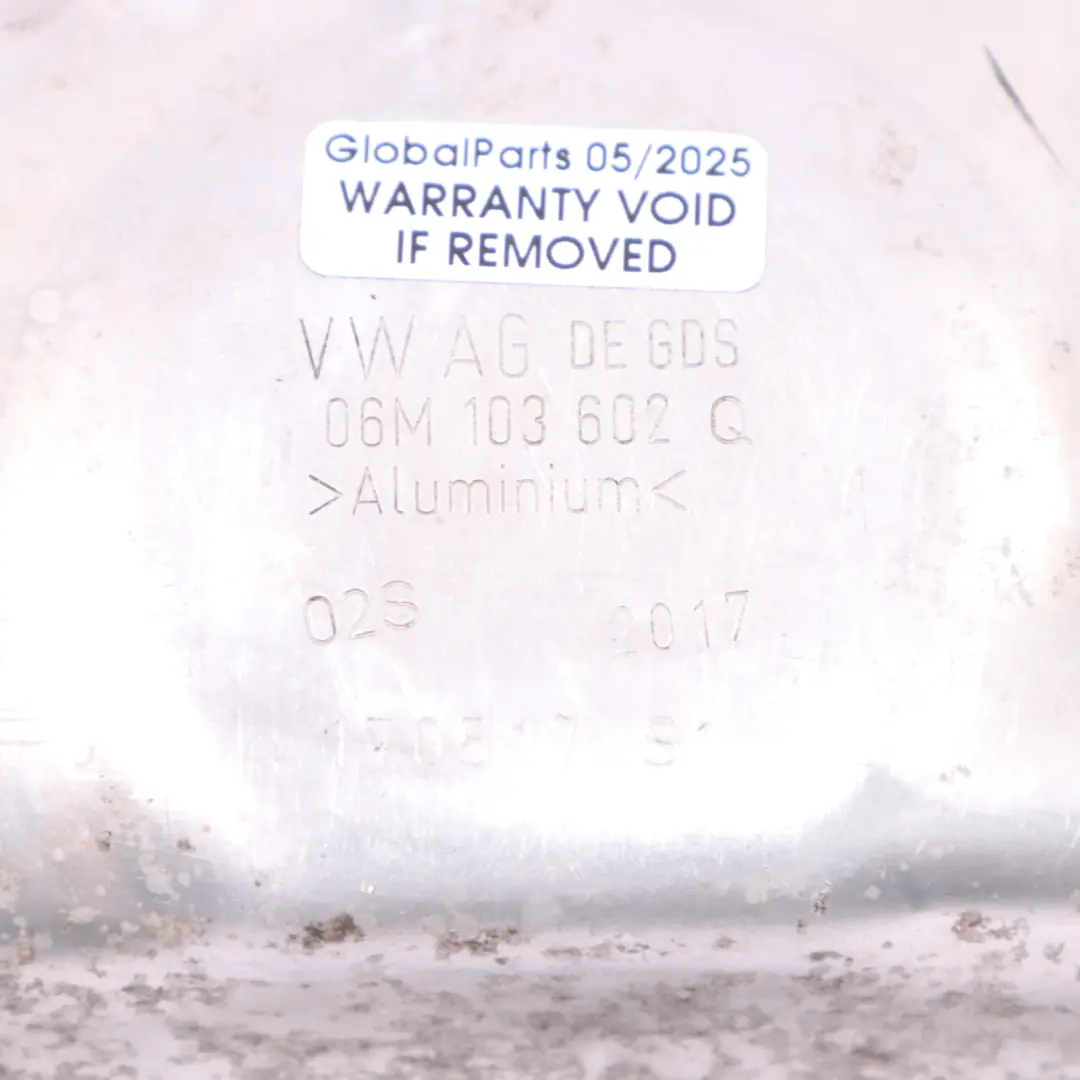 GlobalParts 05/2025
WARRANTY VOID
IF REMOVED
VW AG DE GDS
06M 103 602 Q
>Aluminium<
02S 2017